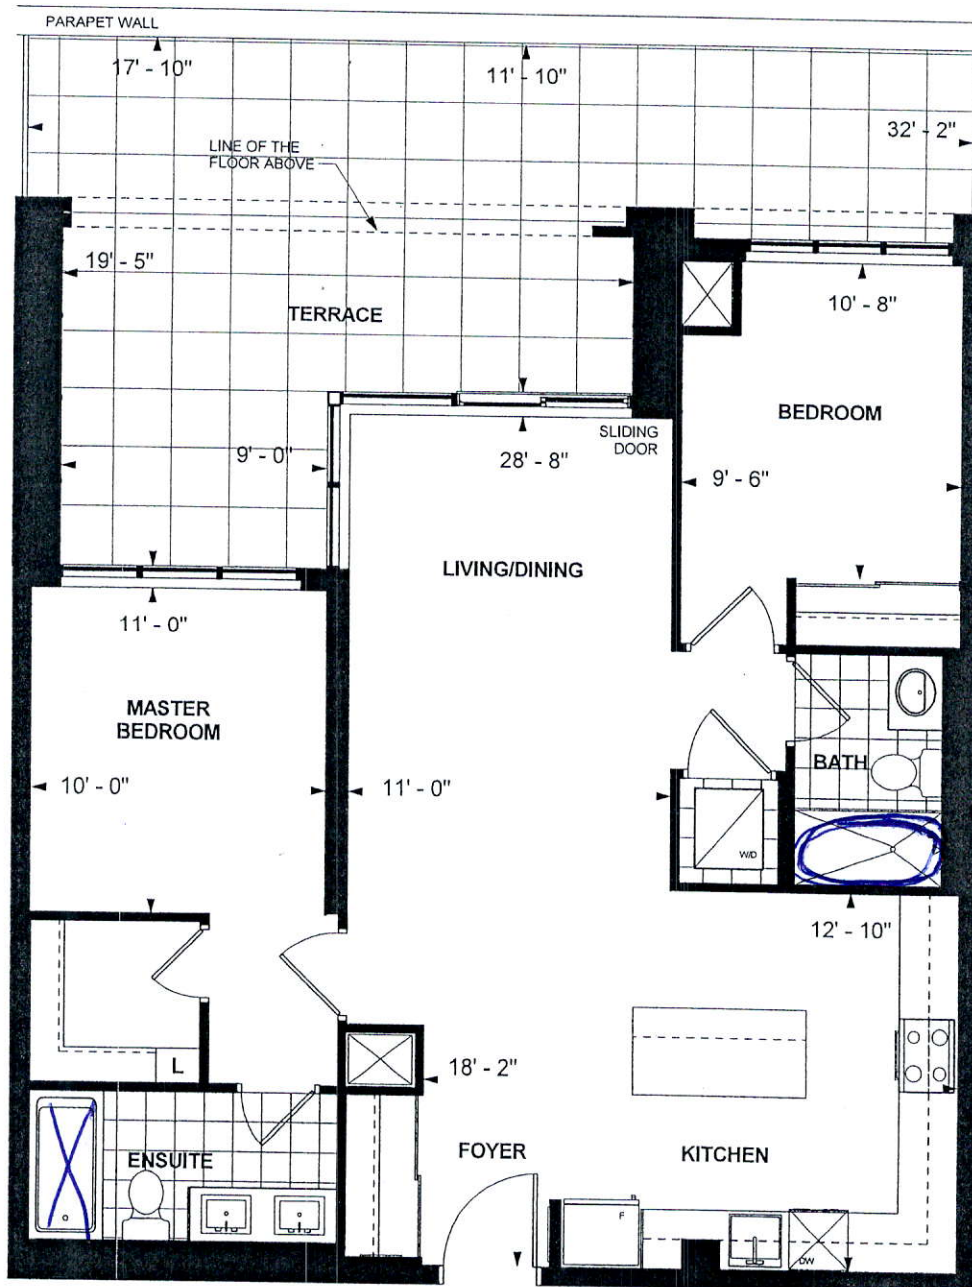 PARAPET WALL
17' - 10"
11' - 10"
32' - 2"
LINE OF THE
FLOOR ABOVE
19' - 5"
TERRACE
10' - 8"
BEDROOM
SLIDING
DOOR
9' - 0"
28' - 8"
9' - 6"
LIVING/DINING
11' - 0"
MASTER
BEDROOM
BATH
10' - 0"
11' - 0"
W/D
12' - 10"
L
18' - 2"
ENSUITE
FOYER
KITCHEN
F
DW